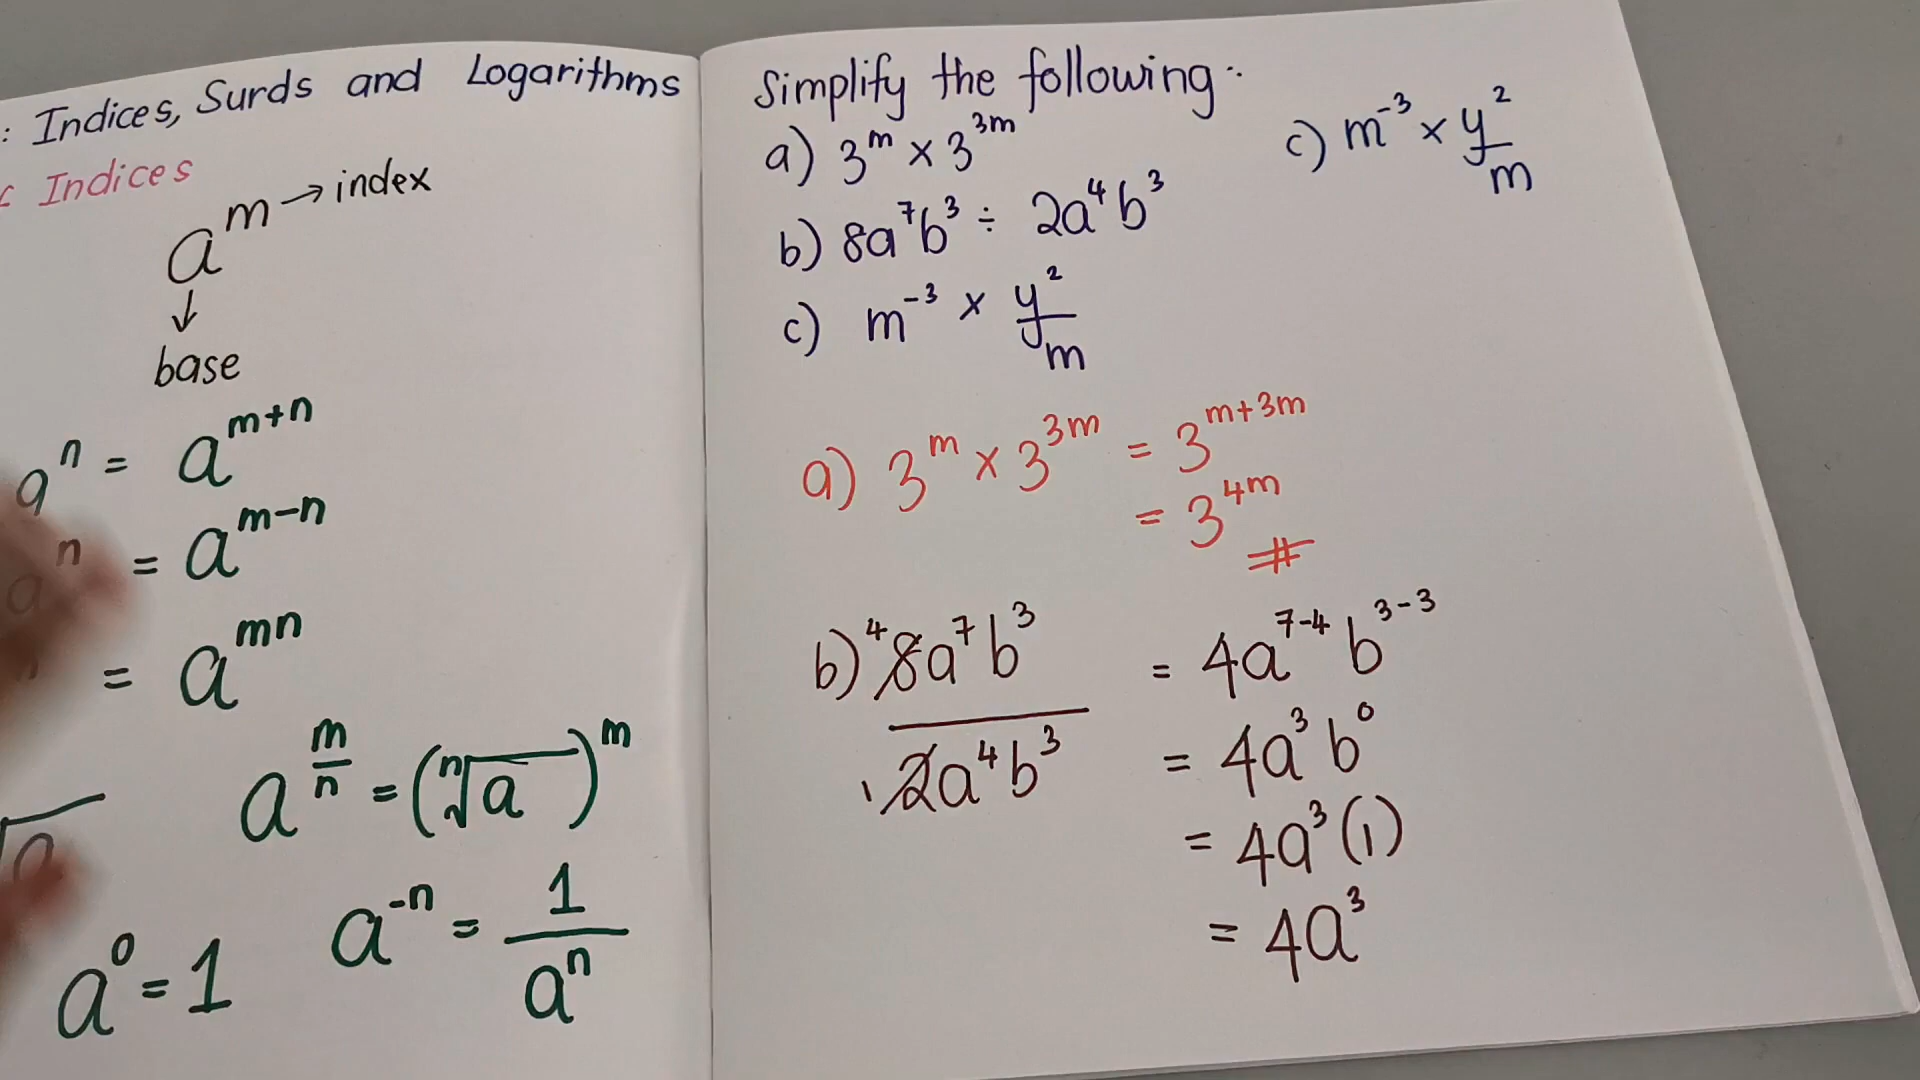 : Indices, Surds and Logarithms
Indices
a^m → index
↓
base
a^n = a^{m+n}
a^n = a^{m-n}
= a^{mn}
a^{m/n} = (ⁿ√a)^m
a^0 = 1
a^{-n} = 1/a^n
Simplify the following:
a) 3^m × 3^{3m}
b) 8a^7b^3 ÷ 2a^4b^3
c) m^{-3} × y^2/m
c) m^{-3} × y^2/m
a) 3^m × 3^{3m} = 3^{m+3m}
= 3^{4m} #
b) ^4 8a^7b^3 / 1 2a^4b^3 = 4a^{7-4} b^{3-3}
= 4a^3 b^0
= 4a^3 (1)
= 4a^3